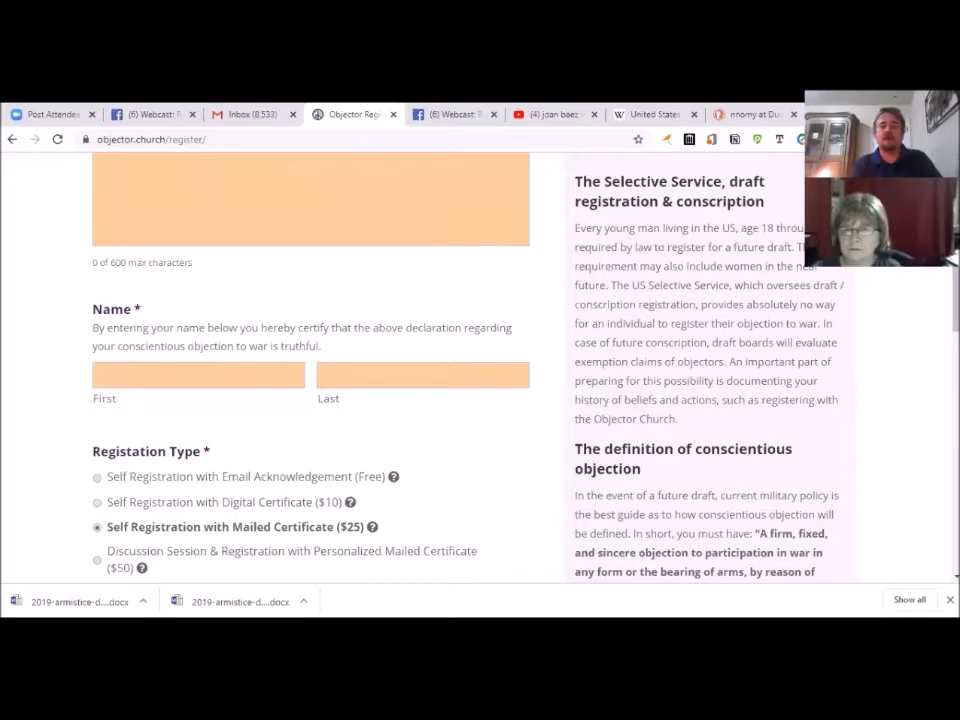 Post Attende
(6) Webcast:
Inbox (8,533)
Objector Regi
(6) Webcast:
(4) joan baez
United States
nnomy at Du
objector.church/register/
0 of 600 max characters
Name *
By entering your name below you hereby certify that the above declaration regarding
your conscientious objection to war is truthful.
First
Last
Registation Type *
Self Registration with Email Acknowledgement (Free)
Self Registration with Digital Certificate ($10)
Self Registration with Mailed Certificate ($25)
Discussion Session & Registration with Personalized Mailed Certificate
($50)
The Selective Service, draft
registration & conscription
Every young man living in the US, age 18
required by law to register for a future draft.
requirement may also include women in the
future. The US Selective Service, which oversees draft /
conscription registration, provides absolutely no way
for an individual to register their objection to war. In
case of future conscription, draft boards will evaluate
exemption claims of objectors. An important part of
preparing for this possibility is documenting your
history of beliefs and actions, such as registering with
the Objector Church.
The definition of conscientious
objection
In the event of a future draft, current military policy is
the best guide as to how conscientious objection will
be defined. In short, you must have: “A firm, fixed,
and sincere objection to participation in war in
any form or the bearing of arms, by reason of
2019-armistice-d....docx
2019-armistice-d....docx
Show all